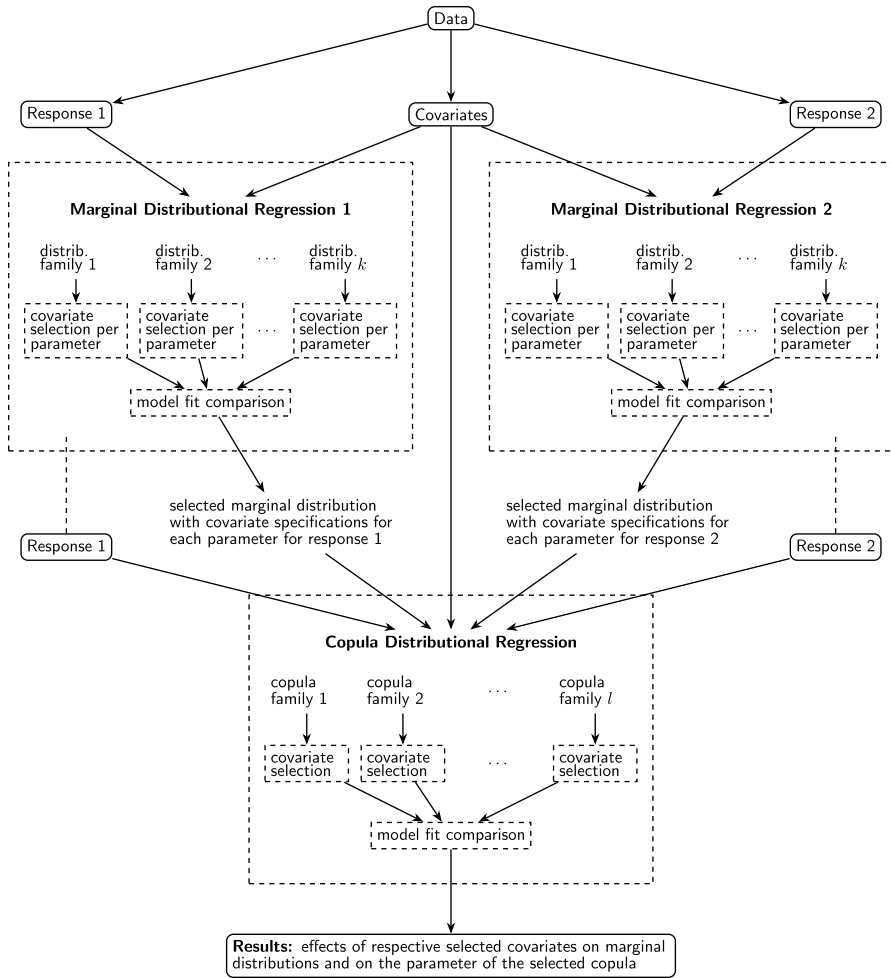 Data
Response 1
Covariates
Response 2
Marginal Distributional Regression 1
distrib.
family 1
distrib.
family 2
. . .
distrib.
family k
covariate
selection per
parameter
covariate
selection per
parameter
. . .
covariate
selection per
parameter
model fit comparison
Marginal Distributional Regression 2
distrib.
family 1
distrib.
family 2
. . .
distrib.
family k
covariate
selection per
parameter
covariate
selection per
parameter
. . .
covariate
selection per
parameter
model fit comparison
selected marginal distribution
with covariate specifications for
each parameter for response 1
selected marginal distribution
with covariate specifications for
each parameter for response 2
Response 1
Response 2
Copula Distributional Regression
copula
family 1
copula
family 2
. . .
copula
family l
covariate
selection
covariate
selection
. . .
covariate
selection
model fit comparison
Results: effects of respective selected covariates on marginal
distributions and on the parameter of the selected copula